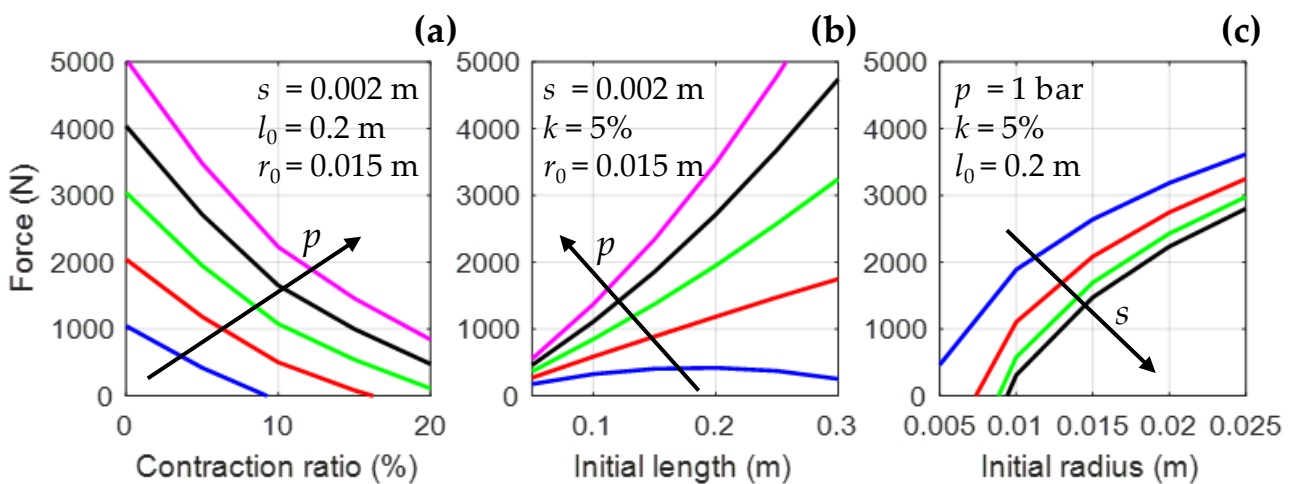 (a)
5000
4000
3000
2000
1000
0
Force (N)
s = 0.002 m
l0 = 0.2 m
r0 = 0.015 m
p
0 10 20
Contraction ratio (%)
(b)
5000
4000
3000
2000
1000
0
s = 0.002 m
k = 5%
r0 = 0.015 m
p
0.1 0.2 0.3
Initial length (m)
(c)
5000
4000
3000
2000
1000
0
p = 1 bar
k = 5%
l0 = 0.2 m
s
0.005 0.01 0.015 0.02 0.025
Initial radius (m)